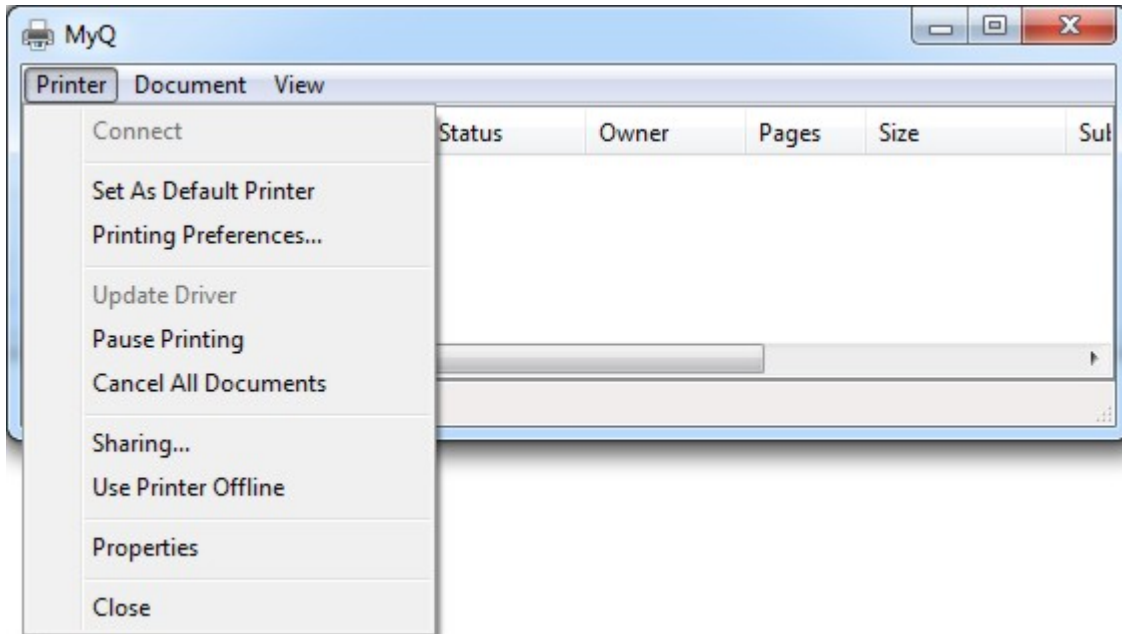 MyQ
Printer Document View
Status Owner Pages Size
Connect
Set As Default Printer
Printing Preferences...
Update Driver
Pause Printing
Cancel All Documents
Sharing...
Use Printer Offline
Properties
Close